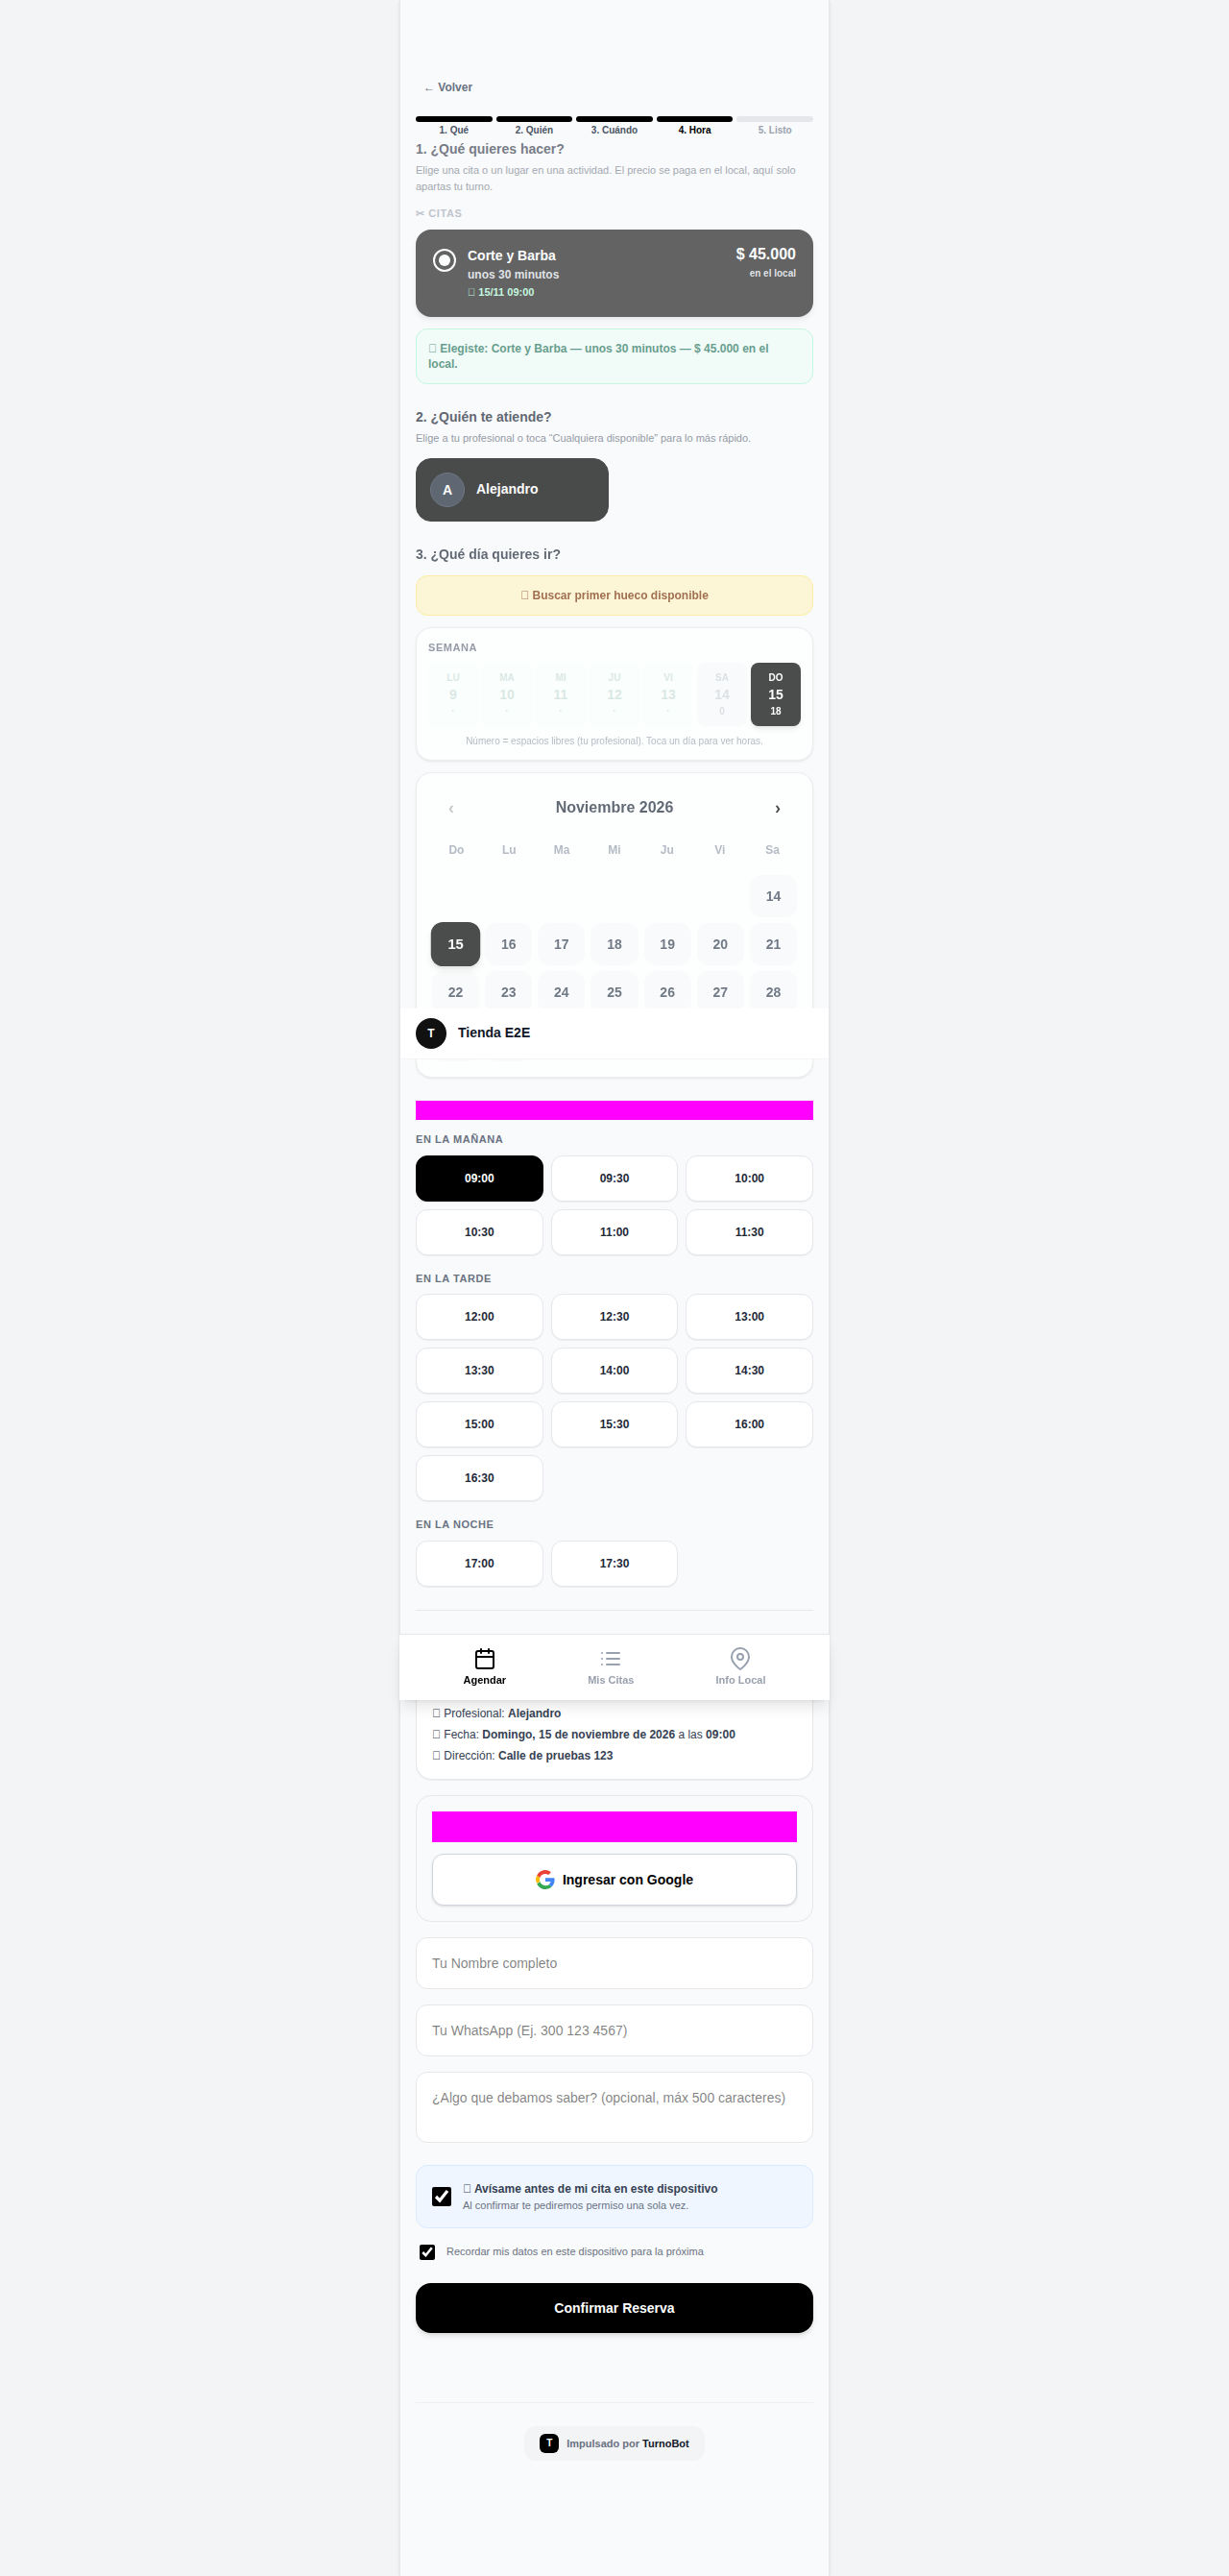 ← Volver
1. Qué
2. Quién
3. Cuándo
4. Hora
5. Listo
1. ¿Qué quieres hacer?
Elige una cita o un lugar en una actividad. El precio se paga en el local, aquí solo
apartas tu turno.
✂ CITAS
Corte y Barba
$ 45.000
unos 30 minutos
en el local
15/11 09:00
Elegiste: Corte y Barba — unos 30 minutos — $ 45.000 en el
local.
2. ¿Quién te atiende?
Elige a tu profesional o toca “Cualquiera disponible” para lo más rápido.
A
Alejandro
3. ¿Qué día quieres ir?
Buscar primer hueco disponible
SEMANA
LU MA MI JU VI SA DO
9 10 11 12 13 14 15
· · · · · 0 18
Número = espacios libres (tu profesional). Toca un día para ver horas.
‹ Noviembre 2026 ›
Do Lu Ma Mi Ju Vi Sa
14
15 16 17 18 19 20 21
22 23 24 25 26 27 28
T Tienda E2E
EN LA MAÑANA
09:00 09:30 10:00
10:30 11:00 11:30
EN LA TARDE
12:00 12:30 13:00
13:30 14:00 14:30
15:00 15:30 16:00
16:30
EN LA NOCHE
17:00 17:30
Agendar
Mis Citas
Info Local
Profesional: Alejandro
Fecha: Domingo, 15 de noviembre de 2026 a las 09:00
Dirección: Calle de pruebas 123
Ingresar con Google
Tu Nombre completo
Tu WhatsApp (Ej. 300 123 4567)
¿Algo que debamos saber? (opcional, máx 500 caracteres)
Avísame antes de mi cita en este dispositivo
Al confirmar te pediremos permiso una sola vez.
Recordar mis datos en este dispositivo para la próxima
Confirmar Reserva
T Impulsado por TurnoBot